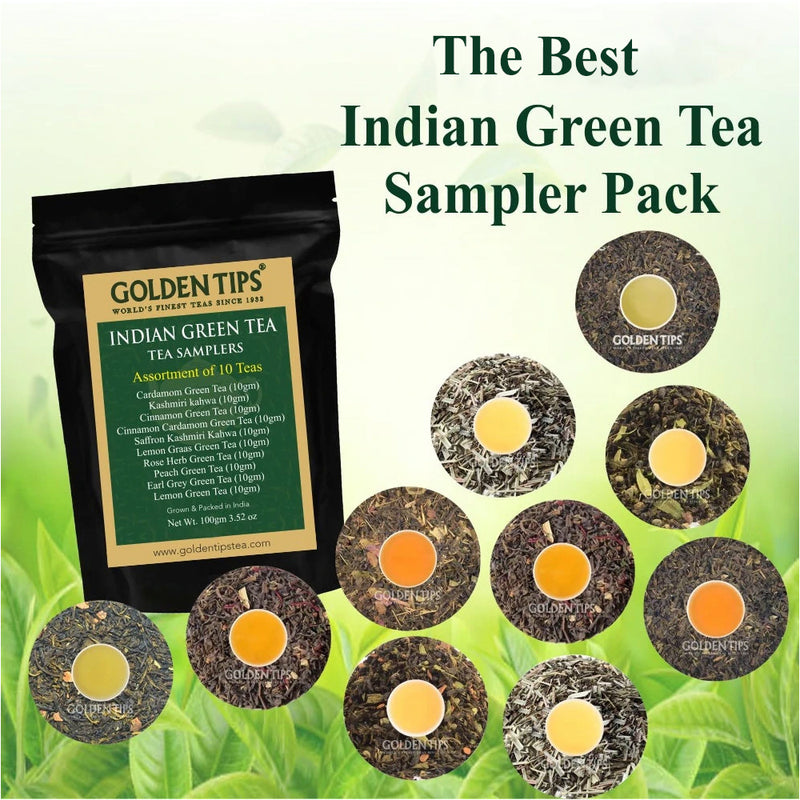 The Best
Indian Green Tea
Sampler Pack
GOLDEN TIPS®
WORLD'S FINEST TEAS SINCE 1933
INDIAN GREEN TEA
TEA SAMPLERS
Assortment of 10 Teas
Cardamom Green Tea (10gm)
Kashmiri kahwa (10gm)
Cinnamon Green Tea (10gm)
Cinnamon Cardamom Green Tea (10gm)
Saffron Kashmiri Kahwa (10gm)
Lemon Graas Green Tea (10gm)
Rose Herb Green Tea (10gm)
Peach Green Tea (10gm)
Earl Grey Green Tea (10gm)
Lemon Green Tea (10gm)
Grown & Packed in India
Net Wt. 100gm 3.52 oz
www.goldentipstea.com
GOLDEN TIPS
GOLDEN TIPS
GOLDEN TIPS
GOLDEN TIPS
GOLDEN TIPS
GOLDEN TIPS
GOLDEN TIPS
GOLDEN TIPS
GOLDEN TIPS
GOLDEN TIPS